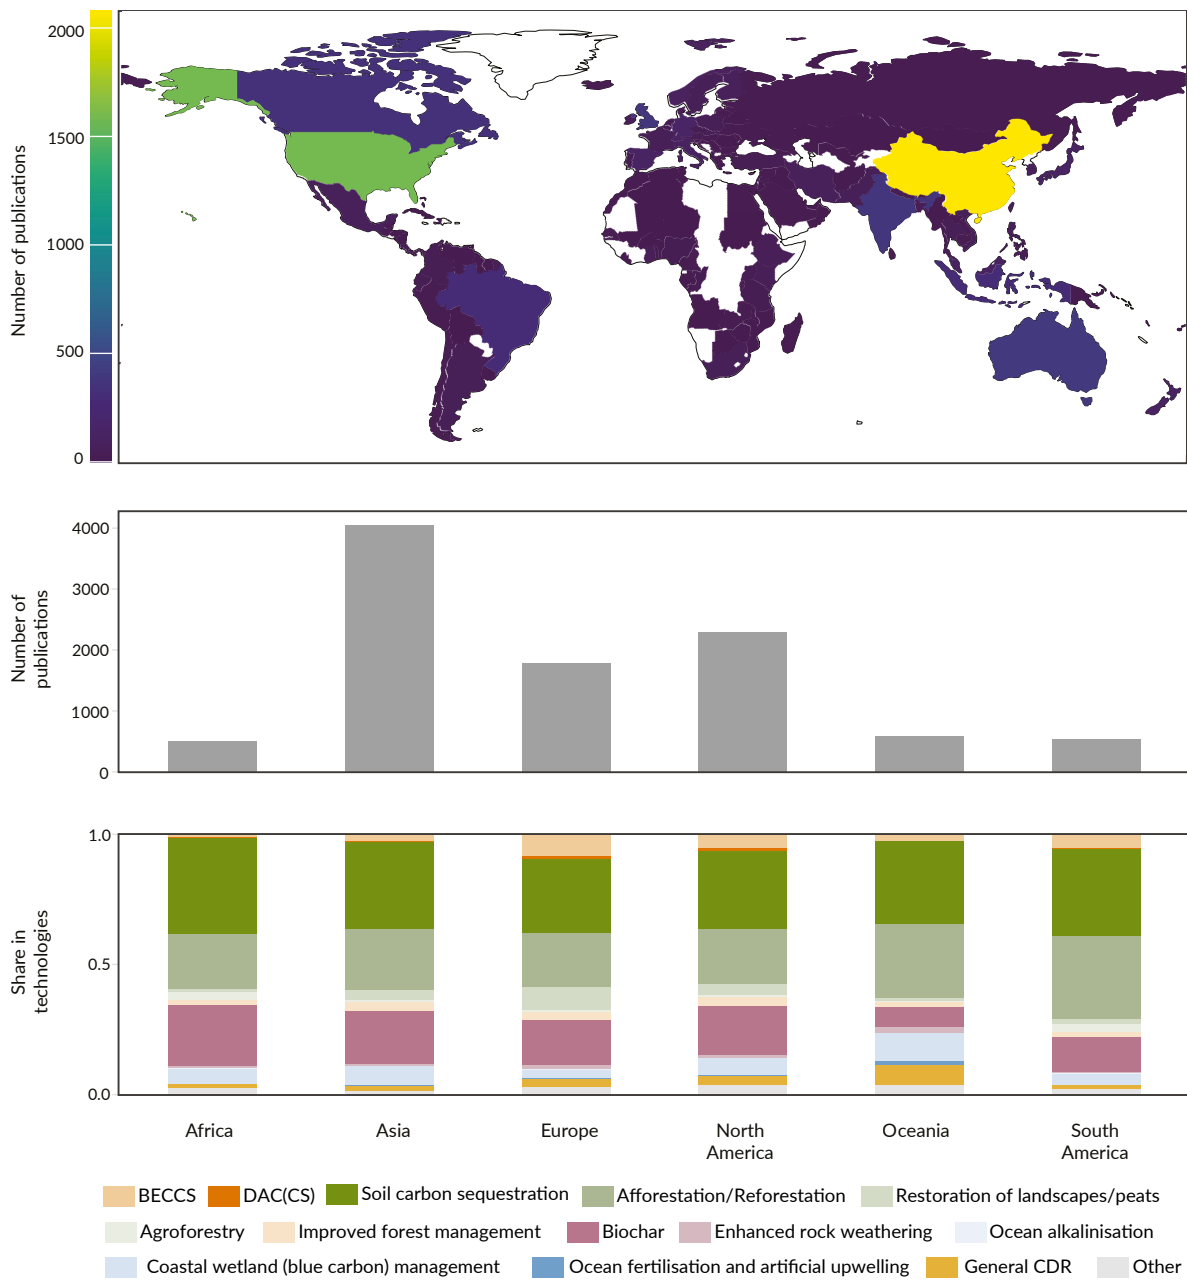 2000
1500
1000
500
0
Number of publications
4000
3000
2000
1000
0
Number of
publications
1.0
0.5
0.0
Share in
technologies
Africa
Asia
Europe
North
America
Oceania
South
America
BECCS
DAC(CS)
Soil carbon sequestration
Afforestation/Reforestation
Restoration of landscapes/peats
Agroforestry
Improved forest management
Biochar
Enhanced rock weathering
Ocean alkalinisation
Coastal wetland (blue carbon) management
Ocean fertilisation and artificial upwelling
General CDR
Other